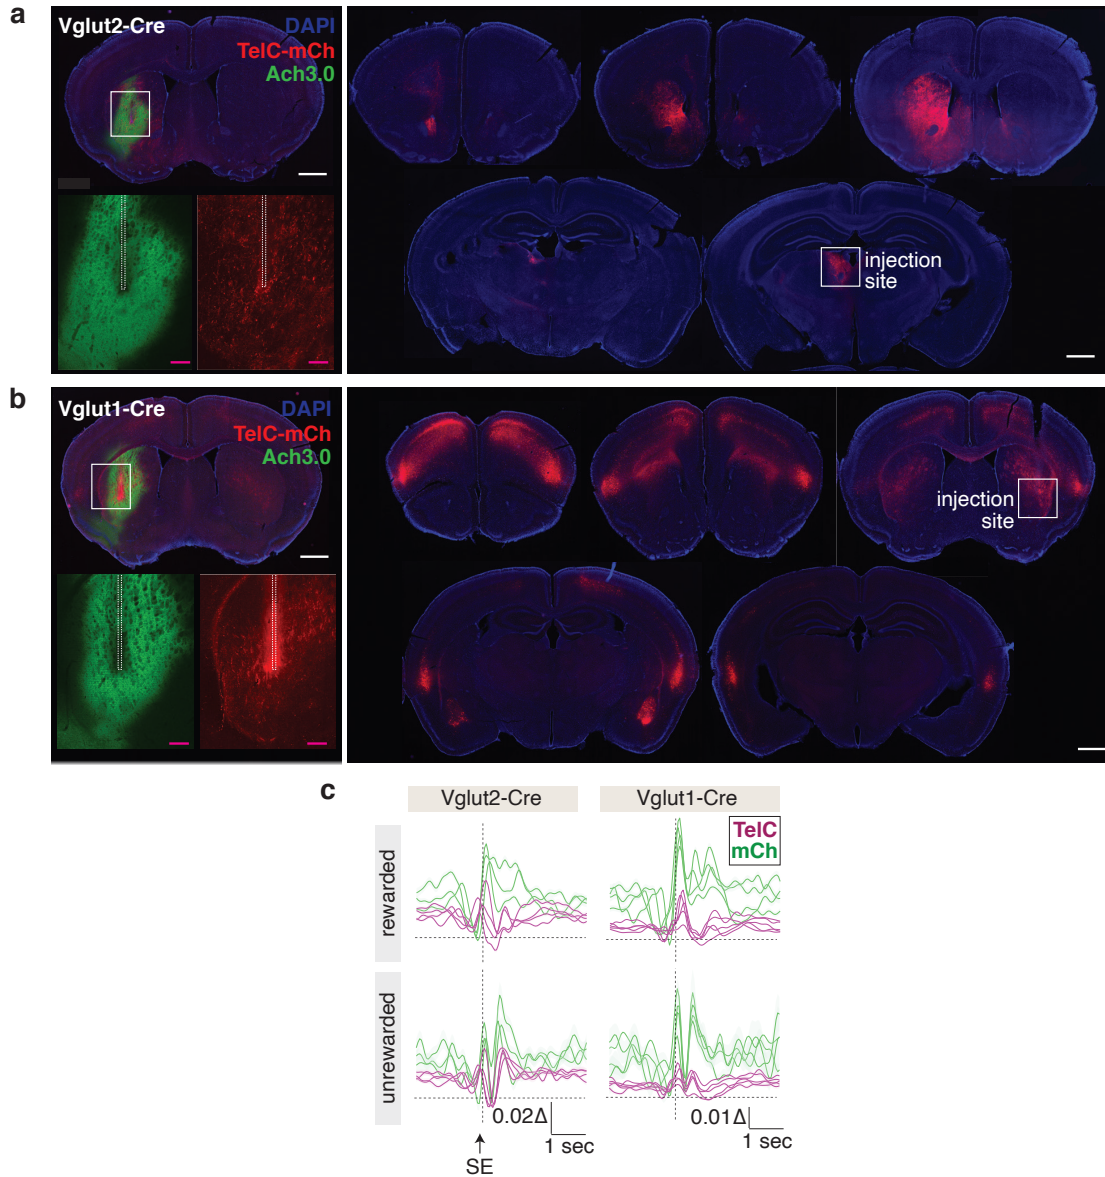 a
Vglut2-Cre
DAPI
TelC-mCh
Ach3.0
injection
site
b
Vglut1-Cre
DAPI
TelC-mCh
Ach3.0
injection
site
c
Vglut2-Cre
Vglut1-Cre
TelC
mCh
rewarded
unrewarded
0.02Δ
1 sec
0.01Δ
1 sec
SE